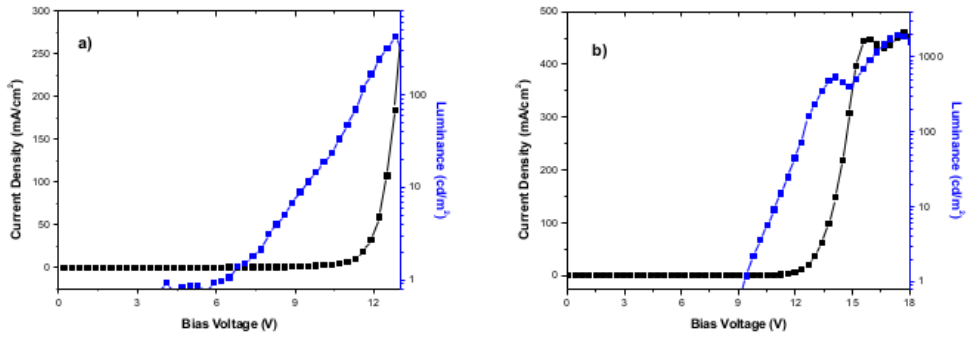 a)
300
250
200
150
100
50
0
Current Density (mA/cm²)
0 3 6 9 12
Bias Voltage (V)
100
10
1
Luminance (cd/m²)
b)
500
400
300
200
100
0
Current Density (mA/cm²)
0 3 6 9 12 15 18
Bias Voltage (V)
1000
100
10
1
Luminance (cd/m²)